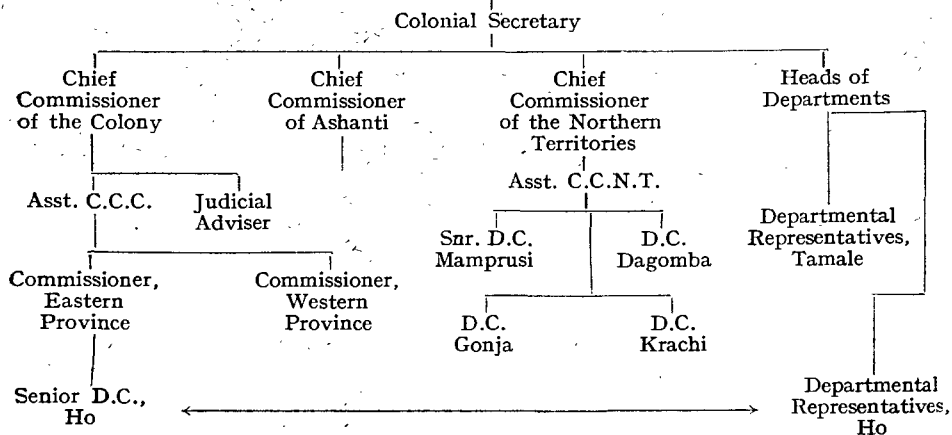 Colonial Secretary
Chief
Commissioner
of the Colony
Chief
Commissioner
of Ashanti
Chief
Commissioner
of the Northern
Territories
Heads of
Departments
Asst. C.C.N.T.
Asst. C.C.C.
Judicial
Adviser
Snr. D.C.
Mamprusi
D.C.
Dagomba
Departmental
Representatives,
Tamale
Commissioner,
Eastern
Province
Commissioner,
Western
Province
D.C.
Gonja
D.C.
Krachi
Senior D.C.,
Ho
Departmental
Representatives,
Ho